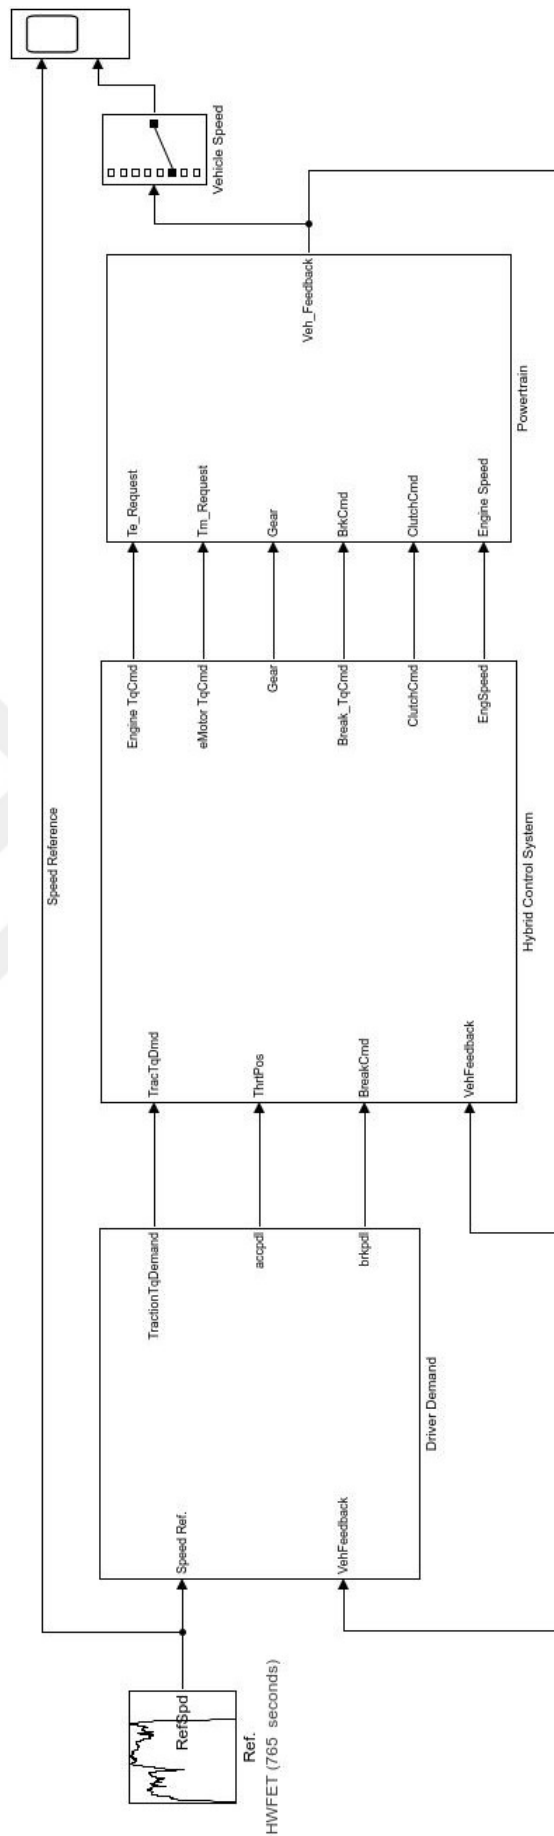 Speed Reference
RefSpd
Ref.
HWFET (765 seconds)
Speed Ref.
VehFeedback
TractionTqDemand
accpdl
brkpdl
Driver Demand
TracTqDmd
ThrtPos
BreakCmd
VehFeedback
Engine TqCmd
eMotor TqCmd
Gear
Break_TqCmd
ClutchCmd
EngSpeed
Hybrid Control System
Te_Request
Tm_Request
Gear
BrkCmd
ClutchCmd
Engine Speed
Veh_Feedback
Powertrain
Vehicle Speed